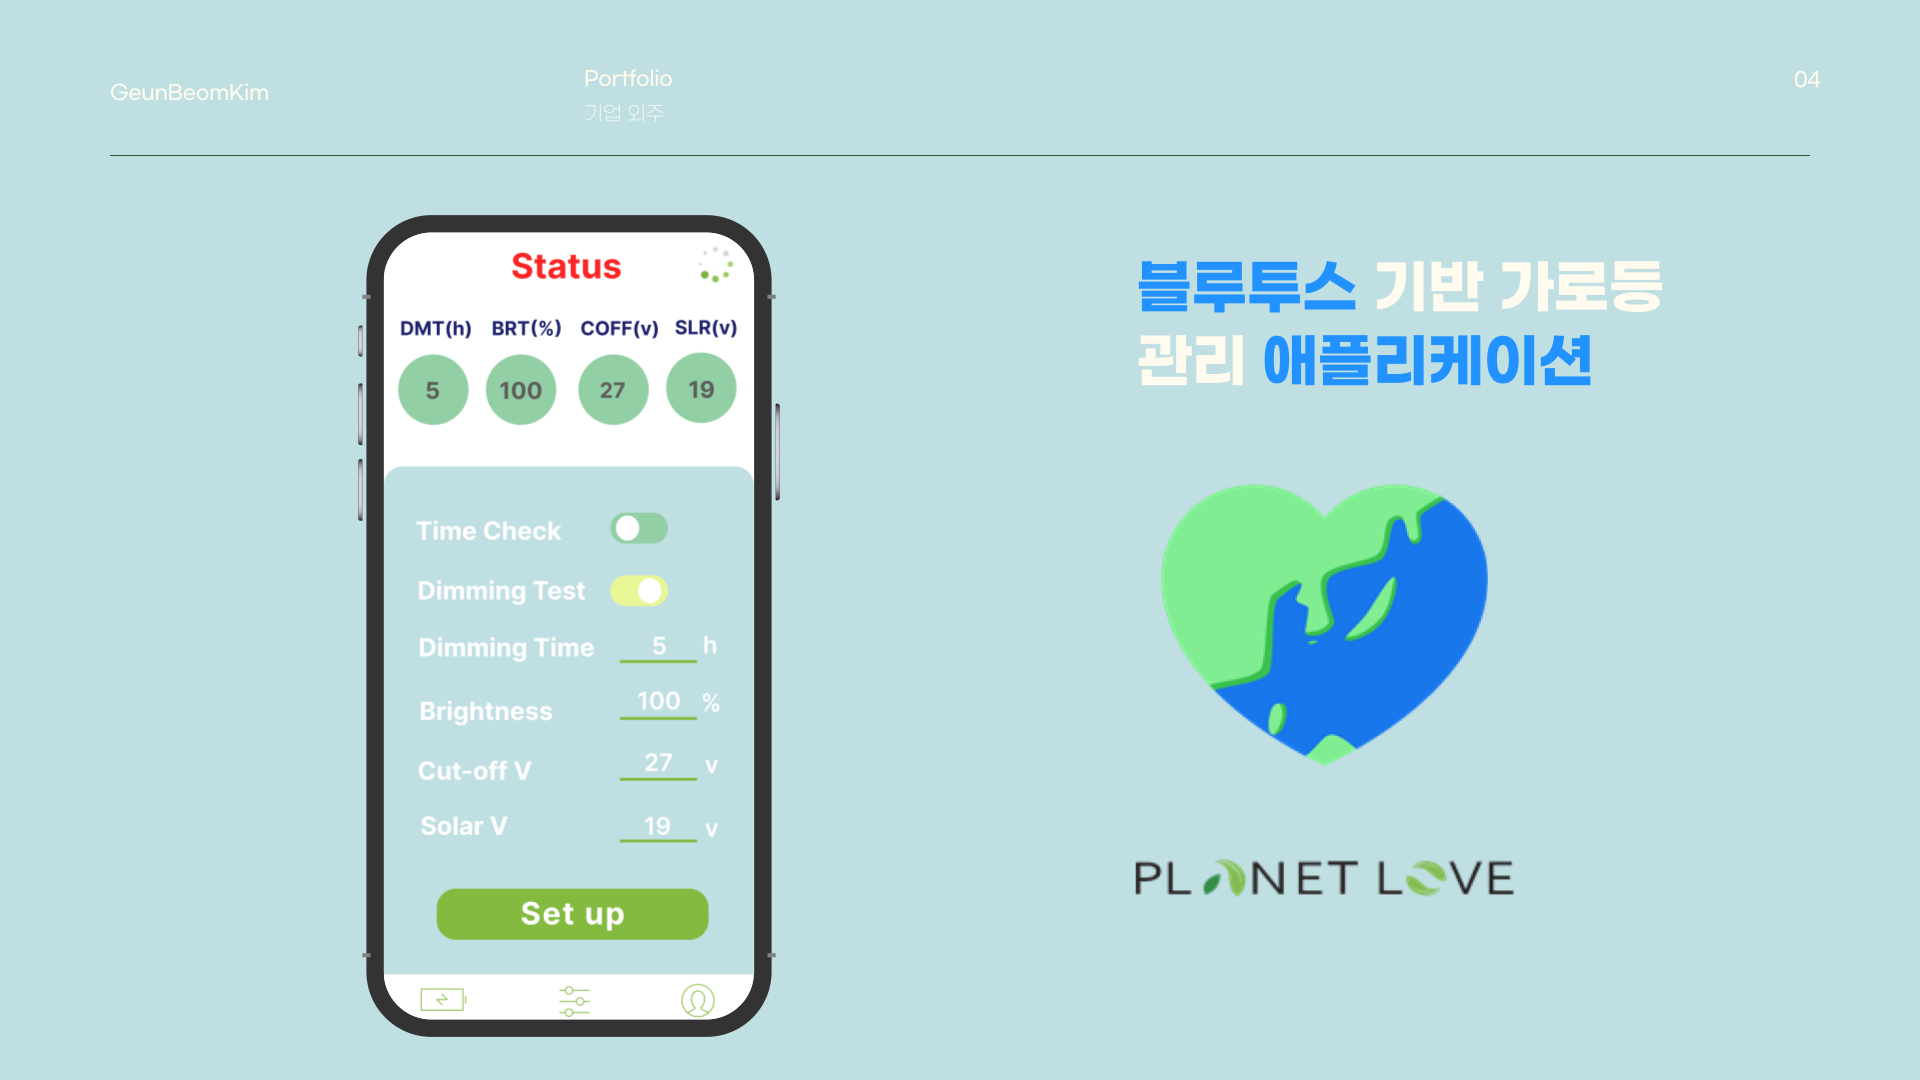 GeunBeomKim
Portfolio
기업 외주
04
Status
DMT(h) BRT(%) COFF(v) SLR(v)
5 100 27 19
Time Check
Dimming Test
Dimming Time 5 h
Brightness 100 %
Cut-off V 27 v
Solar V 19 v
Set up
블루투스 기반 가로등
관리 애플리케이션
PLANET LOVE